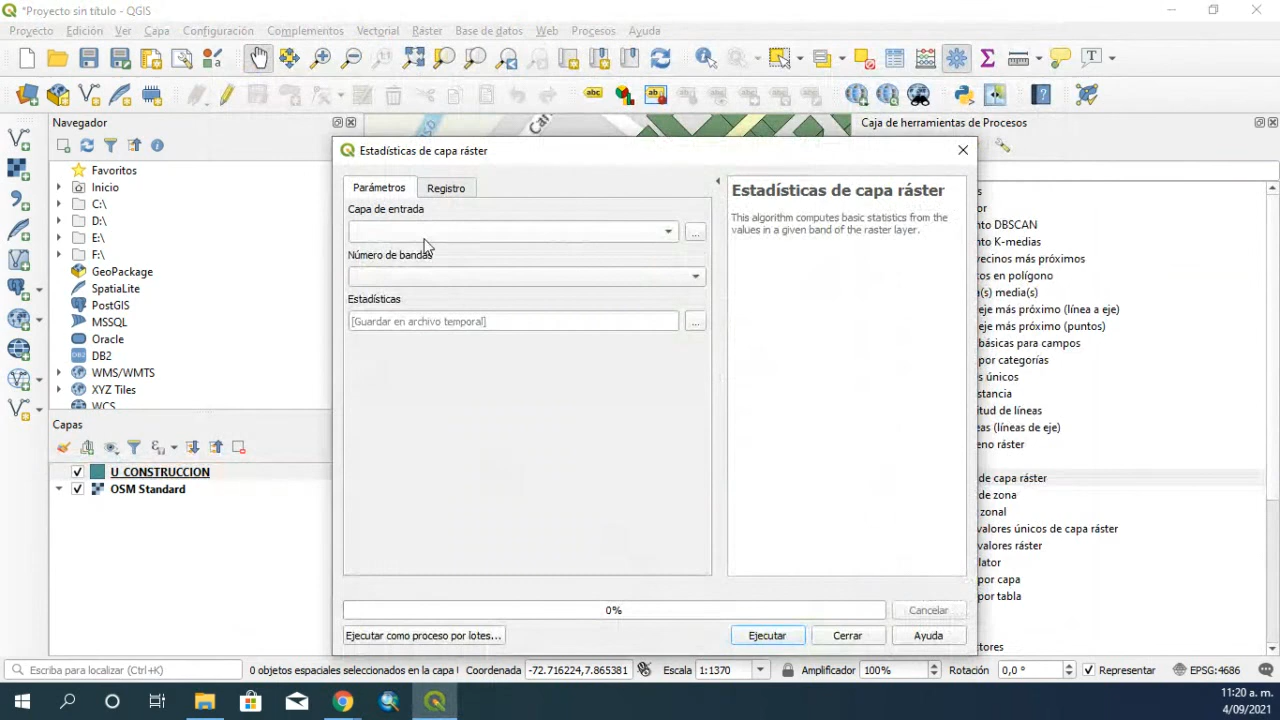 *Proyecto sin título - QGIS
Proyecto Edición Ver Capa Configuración Complementos Vectorial Ráster Base de datos Web Procesos Ayuda
Navegador
Favoritos
Inicio
C:\
D:\
E:\
F:\
GeoPackage
SpatiaLite
PostGIS
MSSQL
Oracle
DB2
WMS/WMTS
XYZ Tiles
WCS
Capas
U_CONSTRUCCION
OSM Standard
Estadísticas de capa ráster
Parámetros Registro
Capa de entrada
...
Número de bandas
Estadísticas
[Guardar en archivo temporal]
...
Estadísticas de capa ráster
This algorithm computes basic statistics from the
values in a given band of the raster layer.
0%
Cancelar
Ejecutar como proceso por lotes...
Ejecutar
Cerrar
Ayuda
Caja de herramientas de Procesos
nto DBSCAN
nto K-medias
vecinos más próximos
os en polígono
a(s) media(s)
eje más próximo (línea a eje)
eje más próximo (puntos)
básicas para campos
por categorías
s únicos
stancia
itud de líneas
eas (líneas de eje)
eno ráster
de capa ráster
de zona
zonal
valores únicos de capa ráster
valores ráster
lator
por capa
por tabla
tores
Escriba para localizar (Ctrl+K)
0 objetos espaciales seleccionados en la capa
Coordenada -72.716224,7.865381
Escala 1:1370
Amplificador 100%
Rotación 0,0 °
Representar
EPSG:4686
11:20 a. m.
4/09/2021